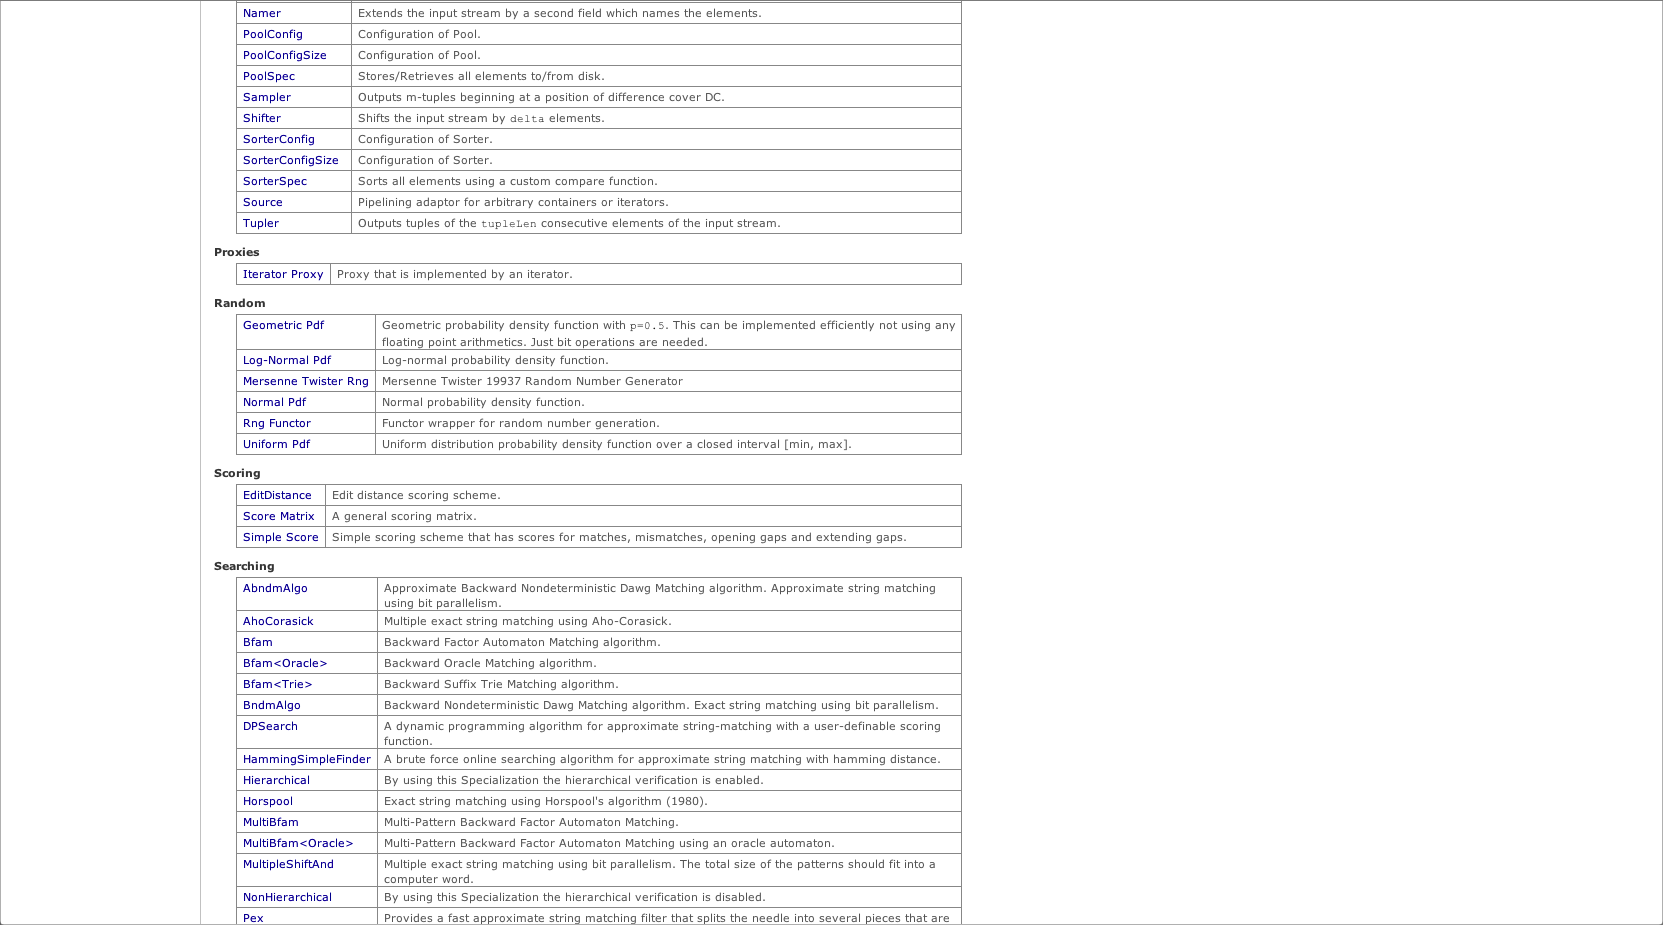 Namer Extends the input stream by a second field which names the elements.
PoolConfig Configuration of Pool.
PoolConfigSize Configuration of Pool.
PoolSpec Stores/Retrieves all elements to/from disk.
Sampler Outputs m-tuples beginning at a position of difference cover DC.
Shifter Shifts the input stream by delta elements.
SorterConfig Configuration of Sorter.
SorterConfigSize Configuration of Sorter.
SorterSpec Sorts all elements using a custom compare function.
Source Pipelining adaptor for arbitrary containers or iterators.
Tupler Outputs tuples of the tupleLen consecutive elements of the input stream.
Proxies
Iterator Proxy Proxy that is implemented by an iterator.
Random
Geometric Pdf Geometric probability density function with p=0.5. This can be implemented efficiently not using any
floating point arithmetics. Just bit operations are needed.
Log-Normal Pdf Log-normal probability density function.
Mersenne Twister Rng Mersenne Twister 19937 Random Number Generator
Normal Pdf Normal probability density function.
Rng Functor Functor wrapper for random number generation.
Uniform Pdf Uniform distribution probability density function over a closed interval [min, max].
Scoring
EditDistance Edit distance scoring scheme.
Score Matrix A general scoring matrix.
Simple Score Simple scoring scheme that has scores for matches, mismatches, opening gaps and extending gaps.
Searching
AbndmAlgo Approximate Backward Nondeterministic Dawg Matching algorithm. Approximate string matching
using bit parallelism.
AhoCorasick Multiple exact string matching using Aho-Corasick.
Bfam Backward Factor Automaton Matching algorithm.
Bfam<Oracle> Backward Oracle Matching algorithm.
Bfam<Trie> Backward Suffix Trie Matching algorithm.
BndmAlgo Backward Nondeterministic Dawg Matching algorithm. Exact string matching using bit parallelism.
DPSearch A dynamic programming algorithm for approximate string-matching with a user-definable scoring
function.
HammingSimpleFinder A brute force online searching algorithm for approximate string matching with hamming distance.
Hierarchical By using this Specialization the hierarchical verification is enabled.
Horspool Exact string matching using Horspool's algorithm (1980).
MultiBfam Multi-Pattern Backward Factor Automaton Matching.
MultiBfam<Oracle> Multi-Pattern Backward Factor Automaton Matching using an oracle automaton.
MultipleShiftAnd Multiple exact string matching using bit parallelism. The total size of the patterns should fit into a
computer word.
NonHierarchical By using this Specialization the hierarchical verification is disabled.
Pex Provides a fast approximate string matching filter that splits the needle into several pieces that are